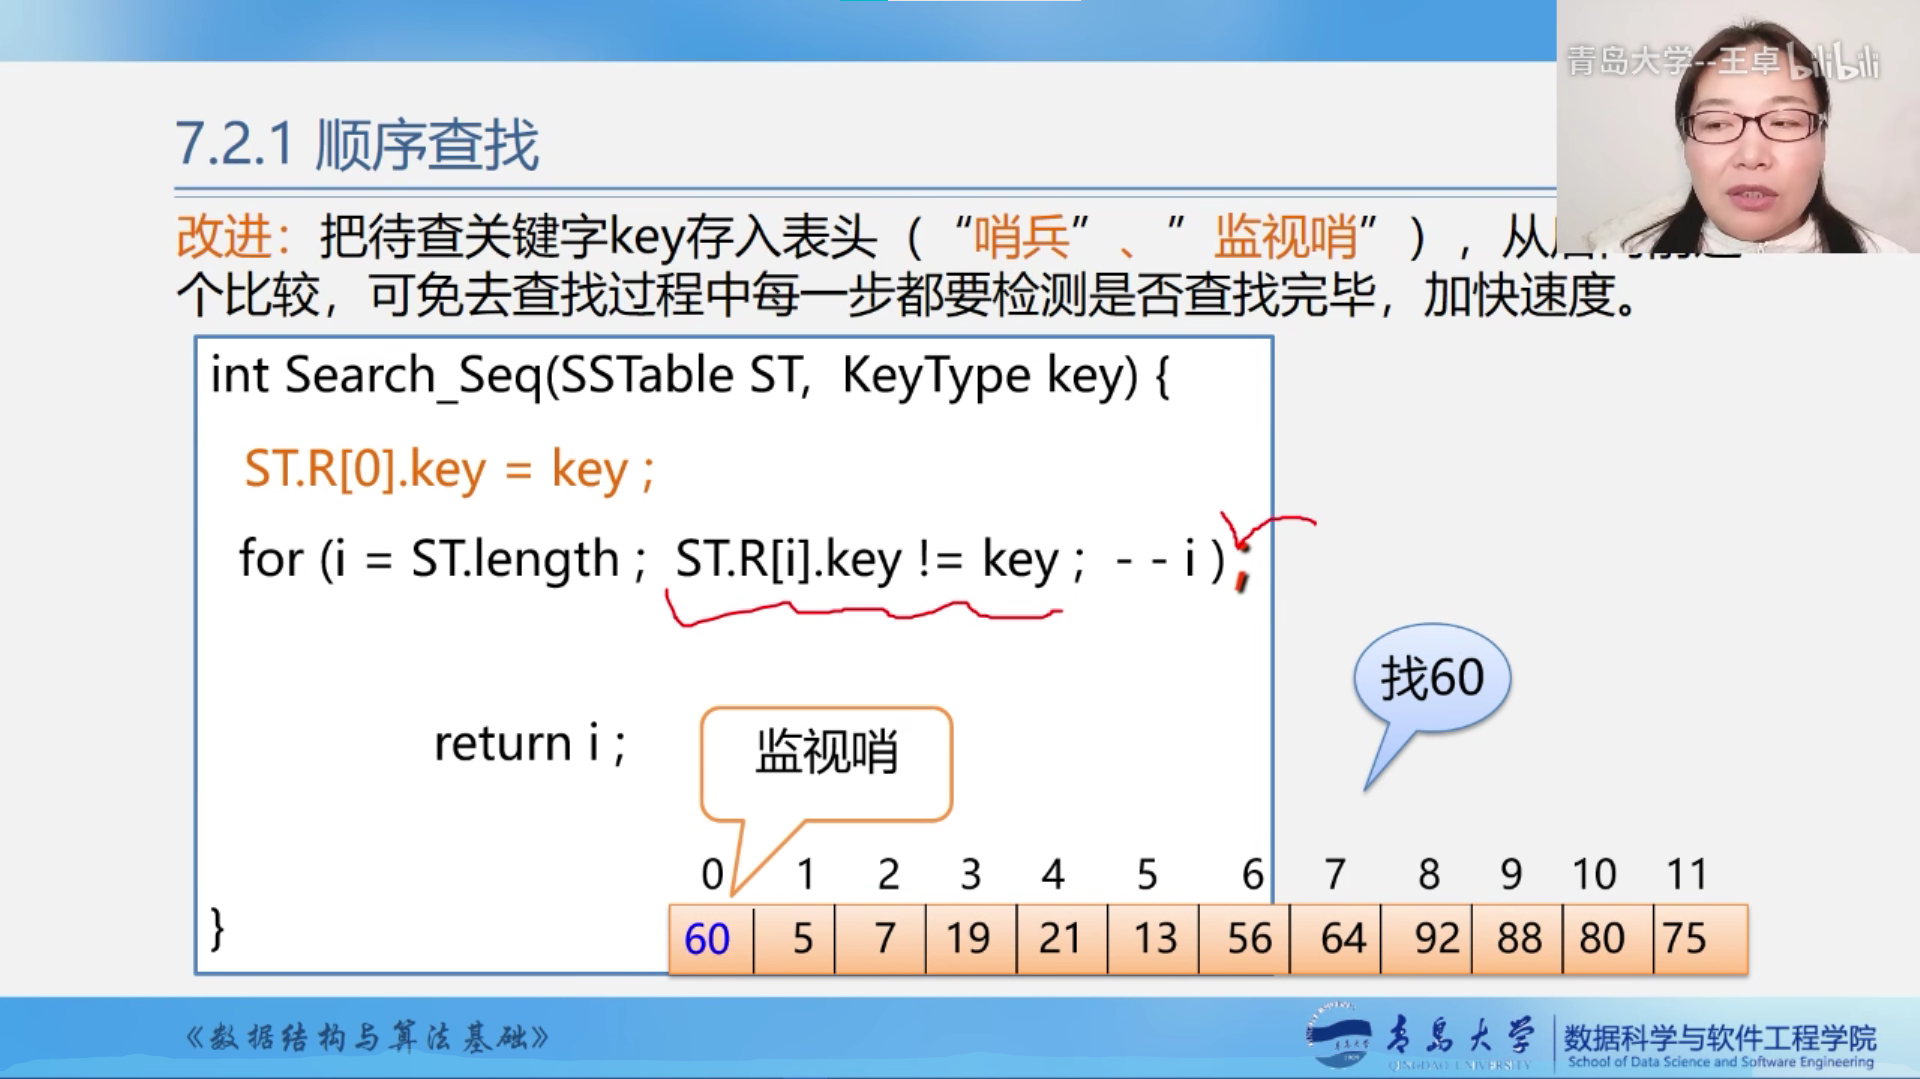 青岛大学--王卓 bilibili
7.2.1 顺序查找
改进：把待查关键字key存入表头（“哨兵”、”监视哨”），从
个比较，可免去查找过程中每一步都要检测是否查找完毕，加快速度。
int Search_Seq(SSTable ST, KeyType key) {
ST.R[0].key = key ;
for (i = ST.length ; ST.R[i].key != key ; - - i ) ;
找60
return i ;
监视哨
0 1 2 3 4 5 6 7 8 9 10 11
60 5 7 19 21 13 56 64 92 88 80 75
}
《数据结构与算法基础》
青岛大学
QINGDAO UNIVERSITY
数据科学与软件工程学院
School of Data Science and Software Engineering